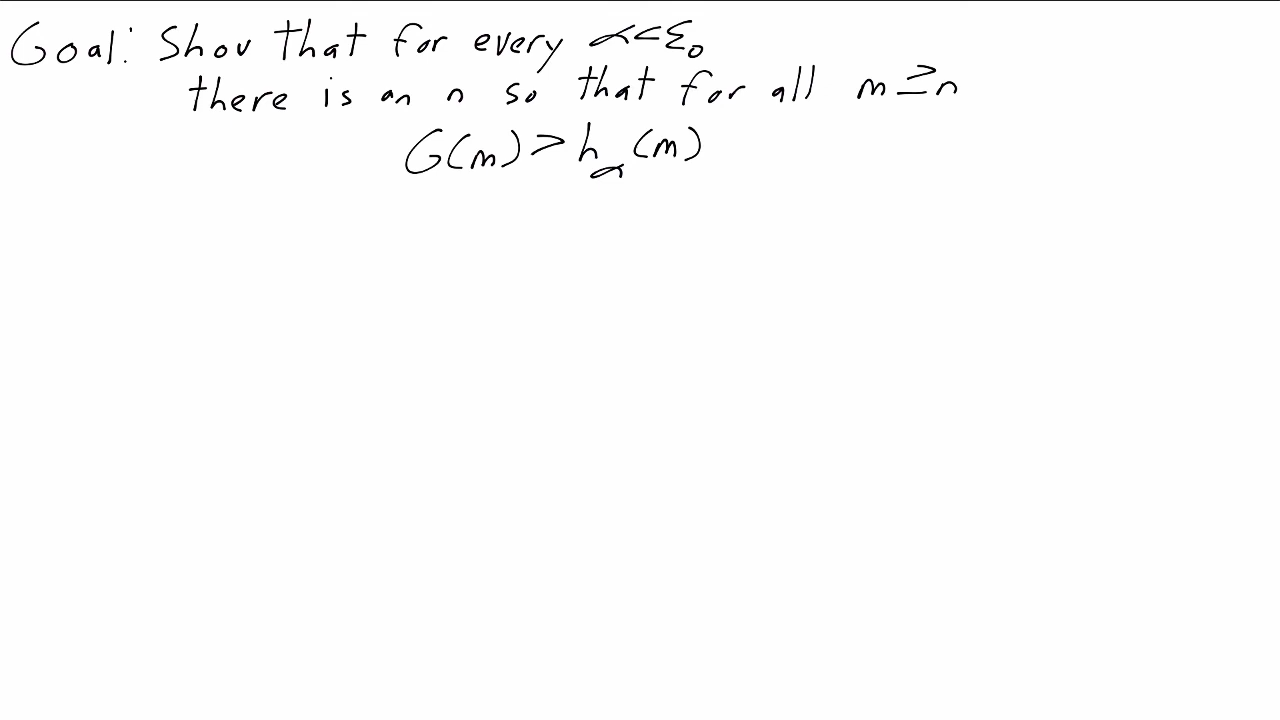 Goal: Show that for every α<ε₀
there is an n so that for all m≥n
G(m)>h_α(m)